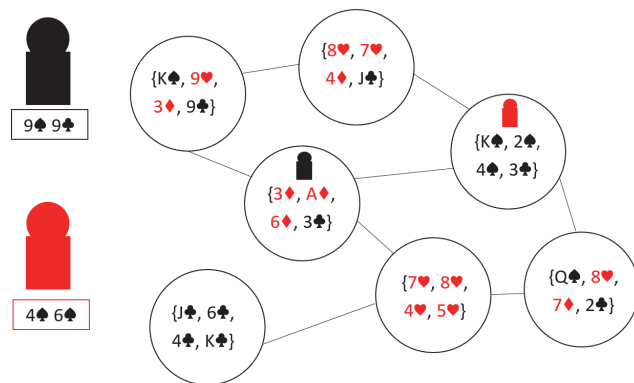 9♠ 9♣
4♠ 6♠
{K♠, 9♥,
3♦, 9♣}
{8♥, 7♥,
4♦, J♣}
{K♠, 2♠,
4♠, 3♣}
{3♦, A♦,
6♦, 3♣}
{7♥, 8♥,
4♥, 5♥}
{Q♠, 8♥,
7♦, 2♣}
{J♣, 6♣,
4♣, K♣}